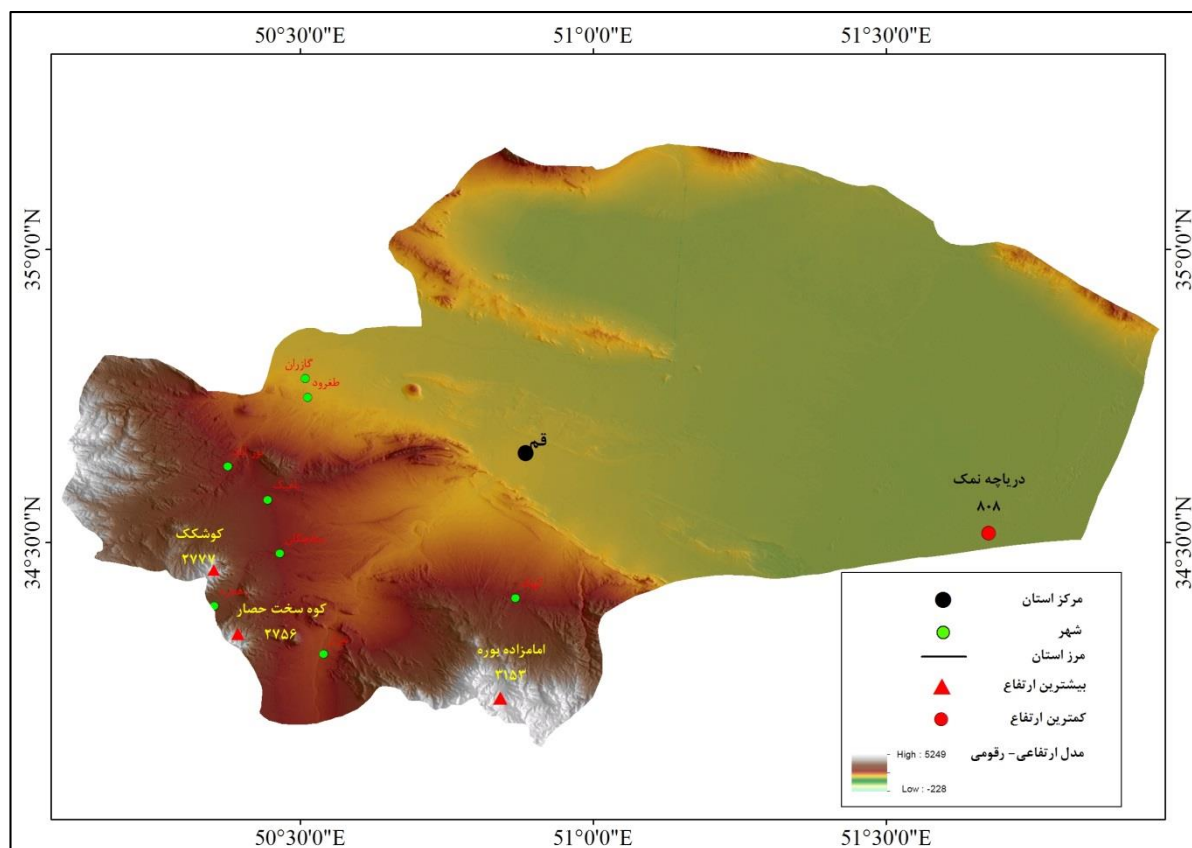 50°30'0"E
51°0'0"E
51°30'0"E
35°0'0"N
35°0'0"N
گازران
طغرود
قم
دریاچه نمک
۸۰۸
کوشکک
۲۷۷۷
34°30'0"N
34°30'0"N
کوه سخت حصار
۲۷۵۶
امامزاده بوره
۳۱۵۳
مرکز استان
شهر
مرز استان
بیشترین ارتفاع
کمترین ارتفاع
مدل ارتفاعی- رقومی
High : 5249
Low : -228
50°30'0"E
51°0'0"E
51°30'0"E